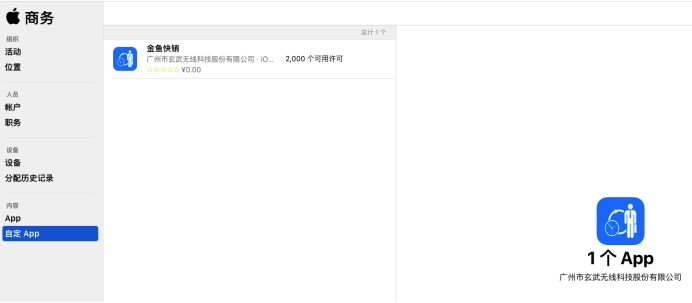 商务
组织
活动
位置
人员
帐户
职务
设备
设备
分配历史记录
内容
App
自定 App
总计 1 个
金鱼快销
广州市玄武无线科技股份有限公司 · iO...
2,000 个可用许可
☆☆☆☆☆ ¥0.00
1 个 App
广州市玄武无线科技股份有限公司